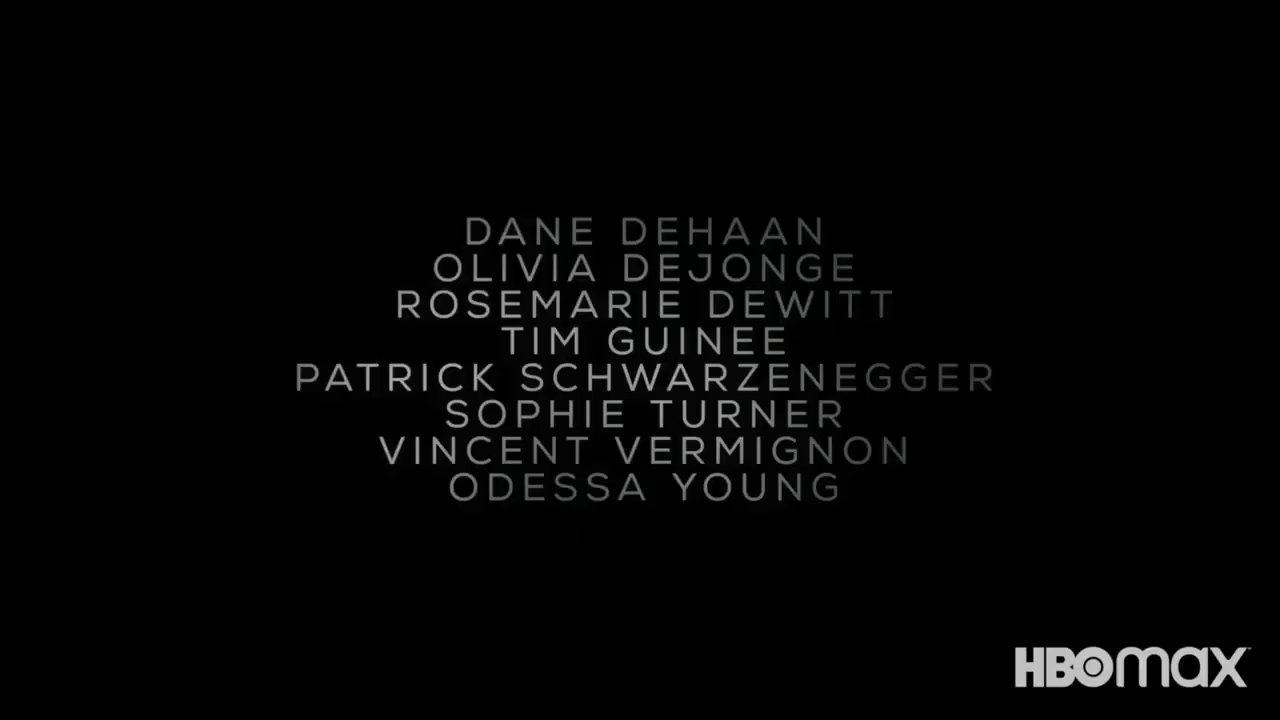 DANE DEHAAN
OLIVIA DEJONGE
ROSEMARIE DEWITT
TIM GUINEE
PATRICK SCHWARZENEGGER
SOPHIE TURNER
VINCENT VERMIGNON
ODESSA YOUNG
HBOMAX